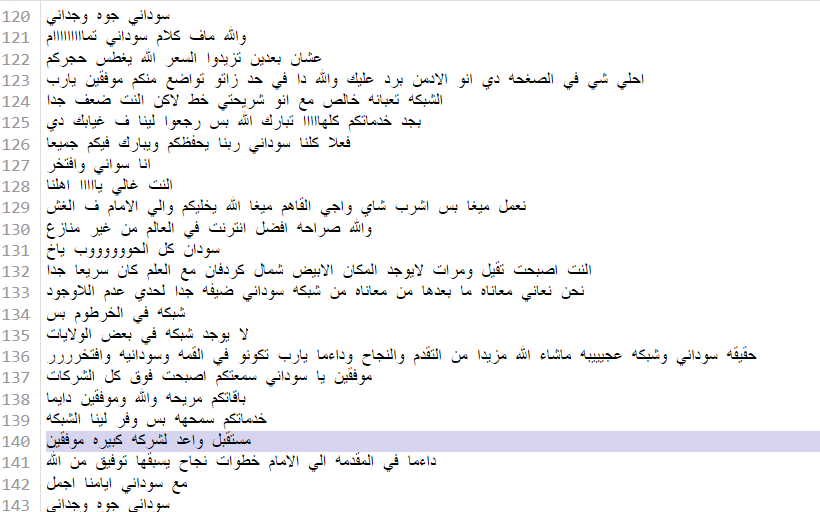 120 سوداني جوه وجداني
121 والله ماف كلام سوداني تماااااااام
122 عشان بعدين تزيدوا السعر الله يغطس حجركم
123 احلي شي في الصغحه دي انو الادمن برد عليك والله دا في حد زاتو تواضع منكم موفقين يارب
124 الشبكه تعبانه خالص مع انو شريحتي خط لاكن النت ضعف جدا
125 بجد خدماتكم كلهاااا تبارك الله بس رجعوا لينا ف غيابك دي
126 فعلا كلنا سوداني ربنا يحفظكم ويبارك فيكم جميعا
127 انا سواني وافتخر
128 النت غالي يااااا اهلنا
129 نعمل ميغا بس اشرب شاي واجي القاهم ميغا الله يخليكم والي الامام ف الغش
130 والله صراحه افضل انترنت في العالم من غير منازع
131 سودان كل الحووووووب ياخ
132 النت اصبحت تقيل ومرات لايوجد المكان الابيض شمال كردفان مع العلم كان سريعا جدا
133 نحن نعاني معاناه ما بعدها من معاناه من شبكه سوداني ضيفه جدا لحدي عدم اللاوجود
134 شبكه في الخرطوم بس
135 لا يوجد شبكه في بعض الولايات
136 حقيقه سوداني وشبكه عجيييبه ماشاء الله مزيدا من التقدم والنجاح وداءما يارب تكونو في القمه وسودانيه وافتخرررر
137 موفقين يا سوداني سمعتكم اصبحت فوق كل الشركات
138 باقاتكم مريحه والله وموفقين دايما
139 خدماتكم سمحهه بس وفر لينا الشبكه
140 مستقبل واعد لشركه كبيره موفقين
141 داءما في المقدمه الي الامام خطوات نجاح يسبقها توفيق من الله
142 مع سوداني ايامنا اجمل
143 سوداني جوه وجداني